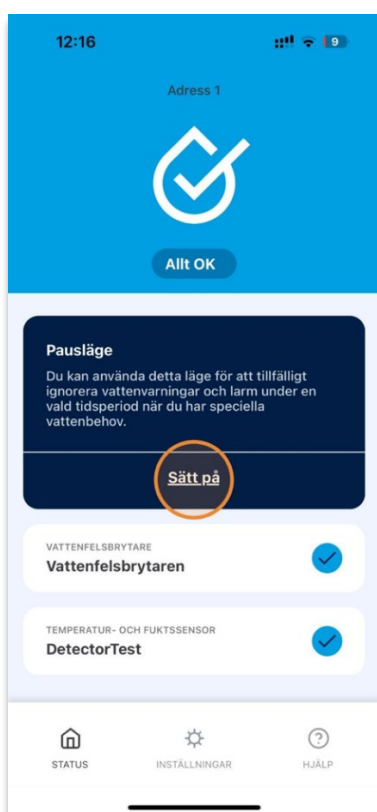 12:16
9
Adress 1
Allt OK
Pausläge
Du kan använda detta läge för att tillfälligt
ignorera vattenvarningar och larm under en
vald tidsperiod när du har speciella
vattenbehov.
Sätt på
VATTENFELSBRYTARE
Vattenfelsbrytaren
TEMPERATUR- OCH FUKTSSENSOR
DetectorTest
STATUS
INSTÄLLNINGAR
?
HJÄLP